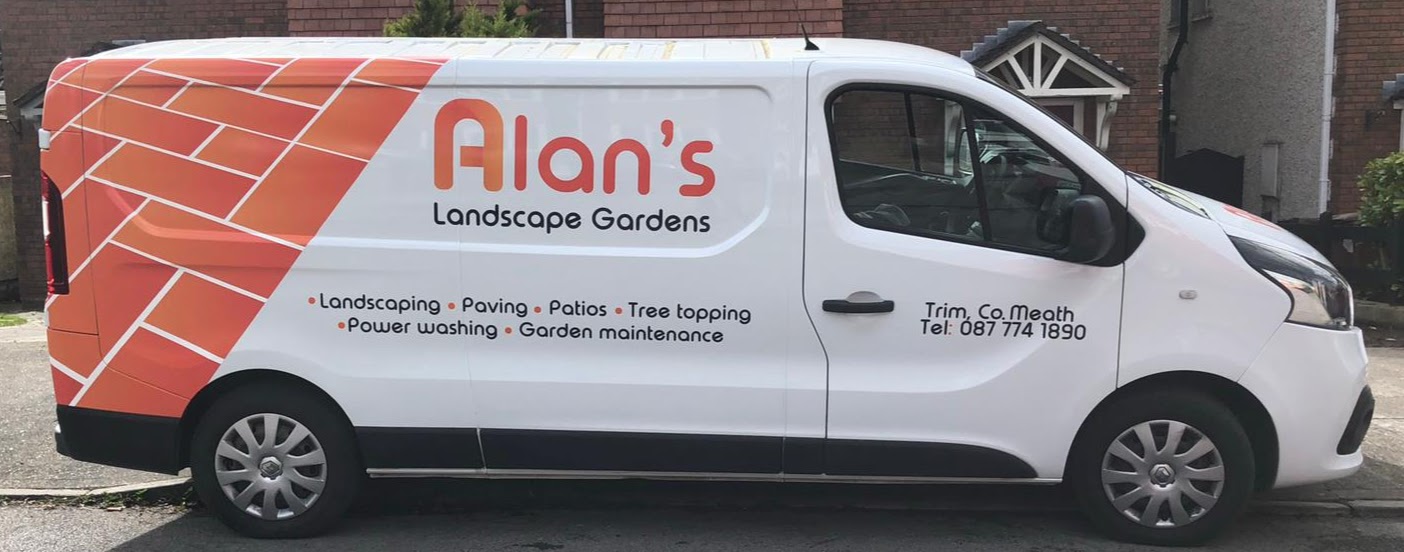 Alan's
Landscape Gardens
• Landscaping • Paving • Patios • Tree topping
• Power washing • Garden maintenance
Trim, Co. Meath
Tel: 087 774 1890